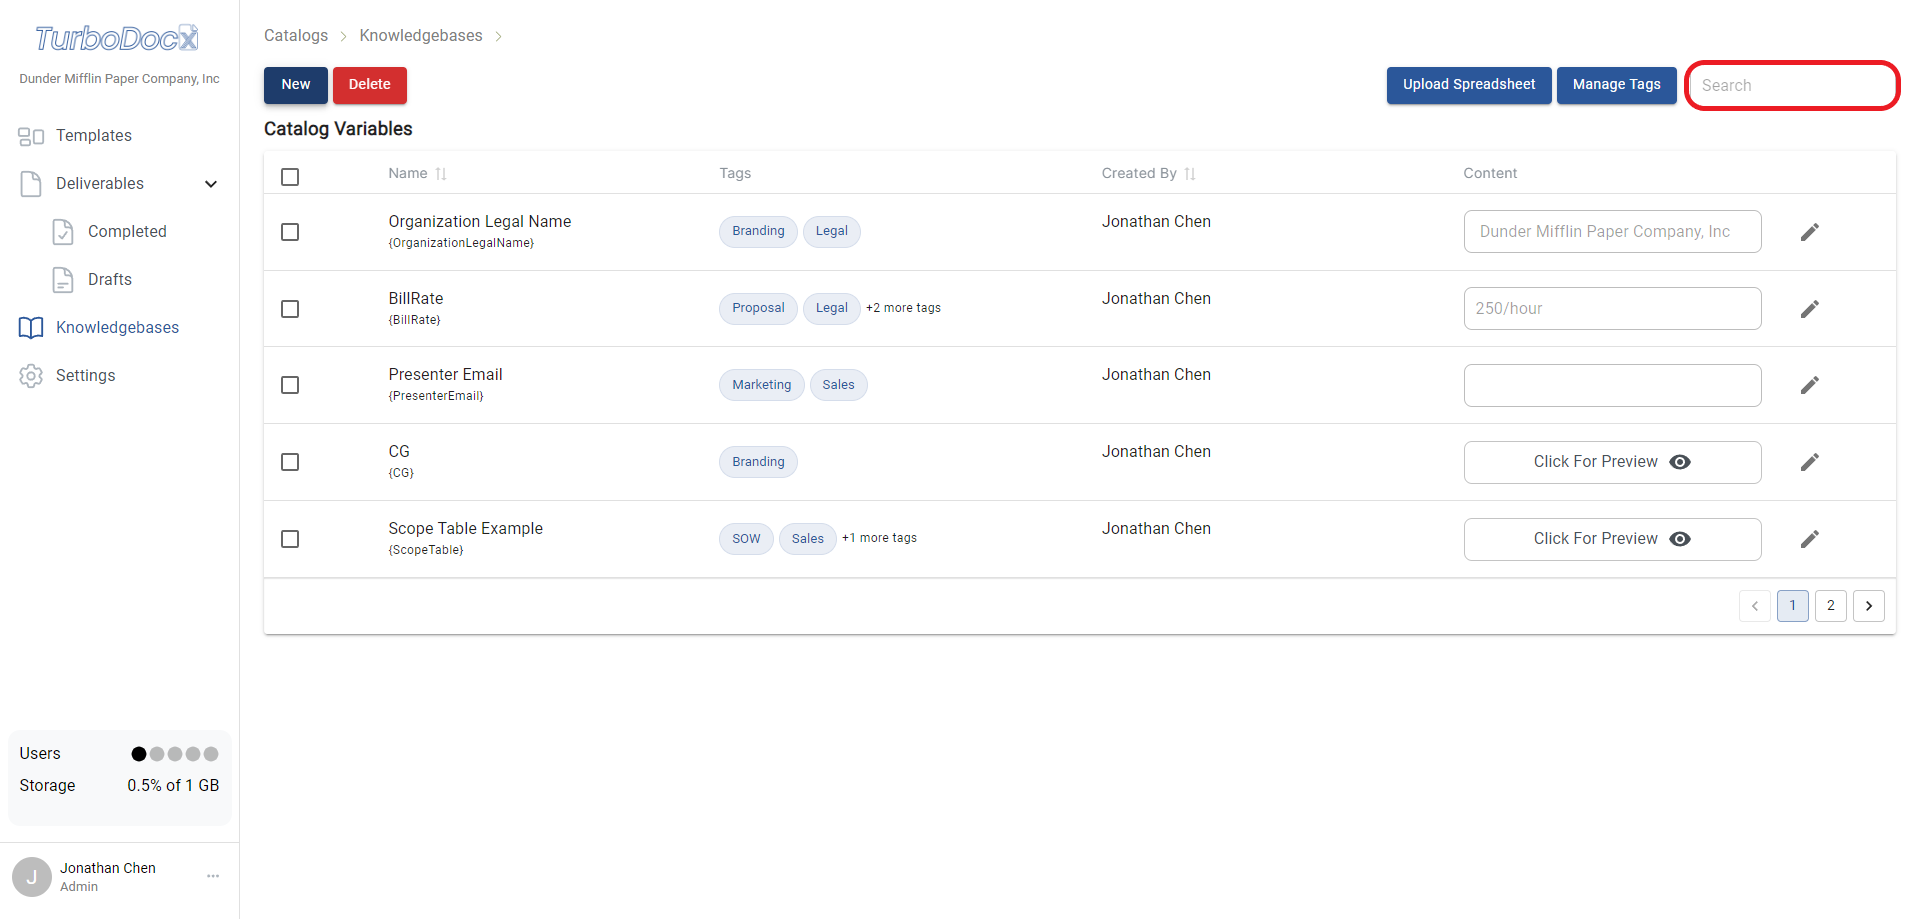 TurboDocX
Dunder Mifflin Paper Company, Inc
Templates
Deliverables
Completed
Drafts
Knowledgebases
Settings
Users
Storage 0.5% of 1 GB
J
Jonathan Chen
Admin
Catalogs > Knowledgebases >
New Delete Upload Spreadsheet Manage Tags Search
Catalog Variables
Name Tags Created By Content
Organization Legal Name
{OrganizationLegalName}
Branding Legal
Jonathan Chen
Dunder Mifflin Paper Company, Inc
BillRate
{BillRate}
Proposal Legal +2 more tags
Jonathan Chen
250/hour
Presenter Email
{PresenterEmail}
Marketing Sales
Jonathan Chen
CG
{CG}
Branding
Jonathan Chen
Click For Preview
Scope Table Example
{ScopeTable}
SOW Sales +1 more tags
Jonathan Chen
Click For Preview
1 2